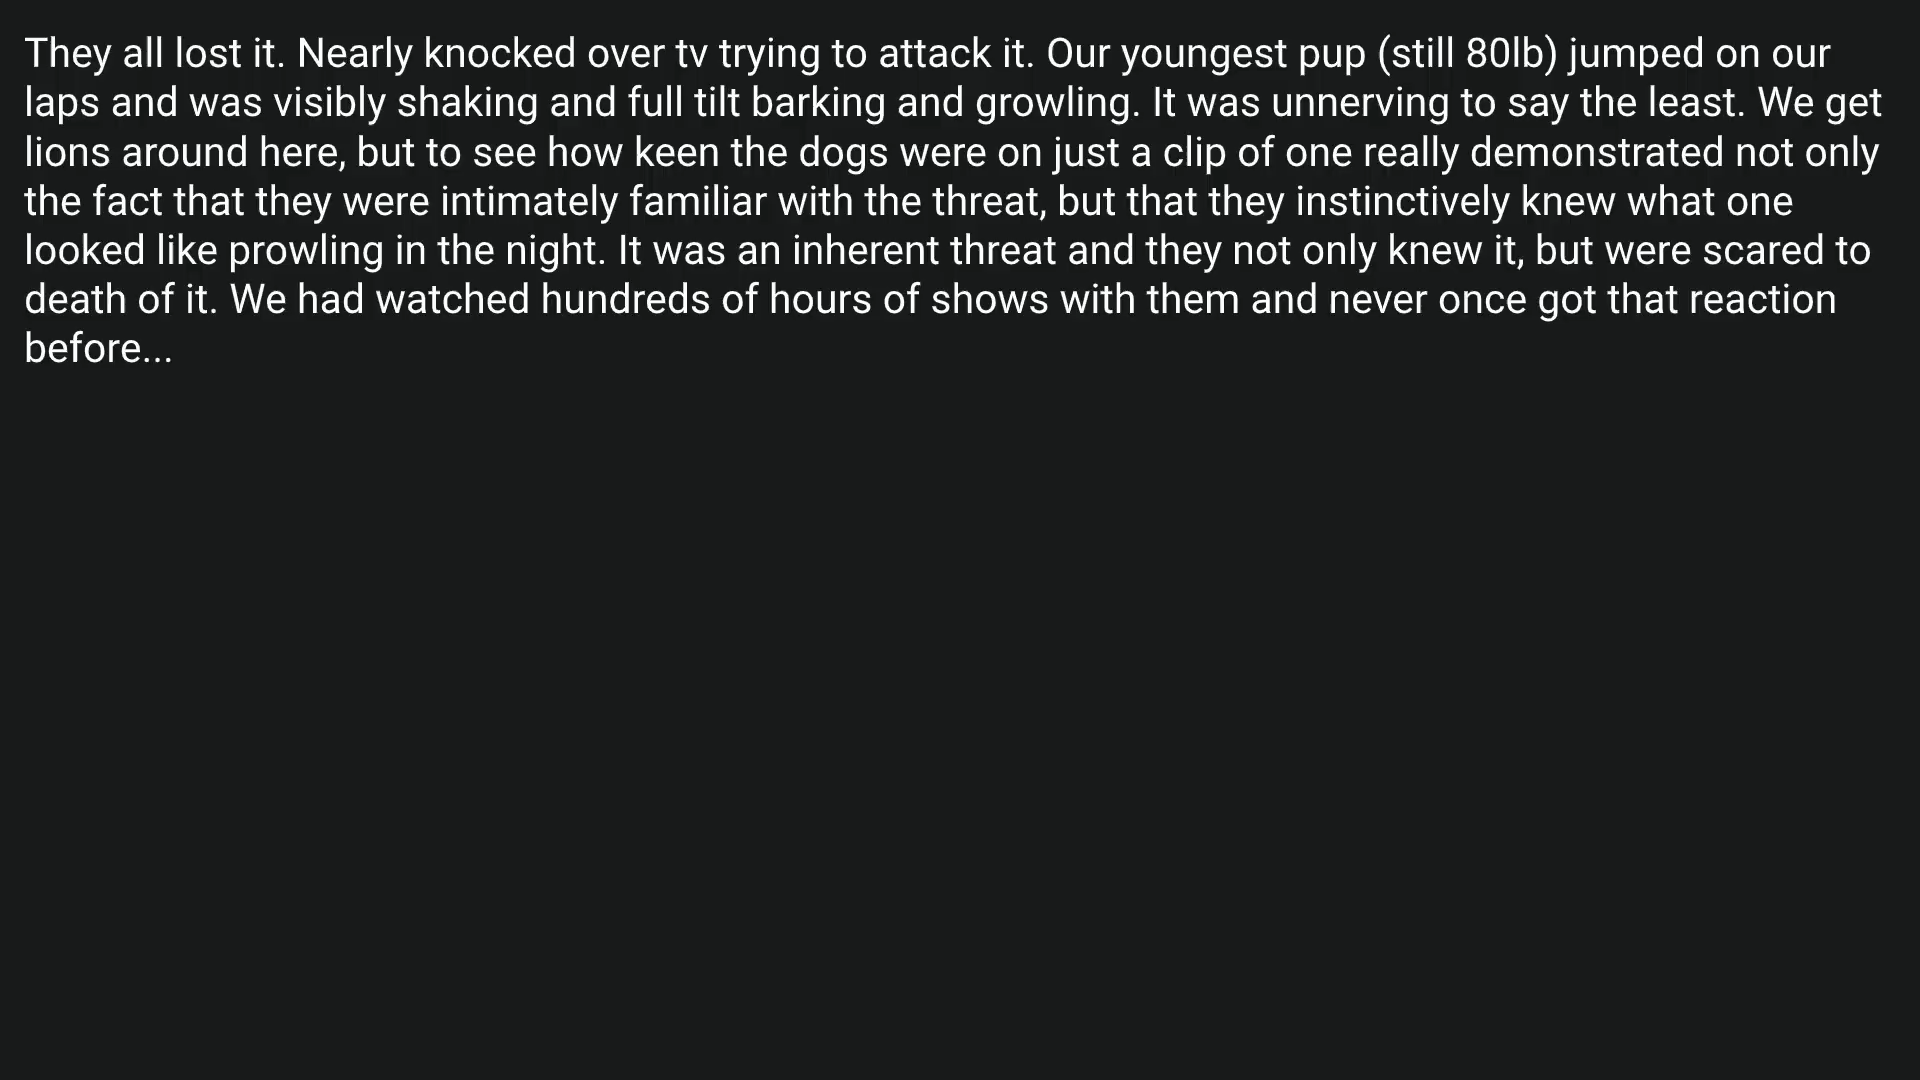 They all lost it. Nearly knocked over tv trying to attack it. Our youngest pup (still 80lb) jumped on our
laps and was visibly shaking and full tilt barking and growling. It was unnerving to say the least. We get
lions around here, but to see how keen the dogs were on just a clip of one really demonstrated not only
the fact that they were intimately familiar with the threat, but that they instinctively knew what one
looked like prowling in the night. It was an inherent threat and they not only knew it, but were scared to
death of it. We had watched hundreds of hours of shows with them and never once got that reaction
before...